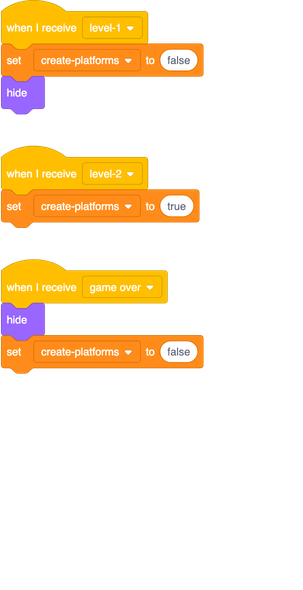 when I receive level-1
set create-platforms to false
hide
when I receive level-2
set create-platforms to true
when I receive game over
hide
set create-platforms to false